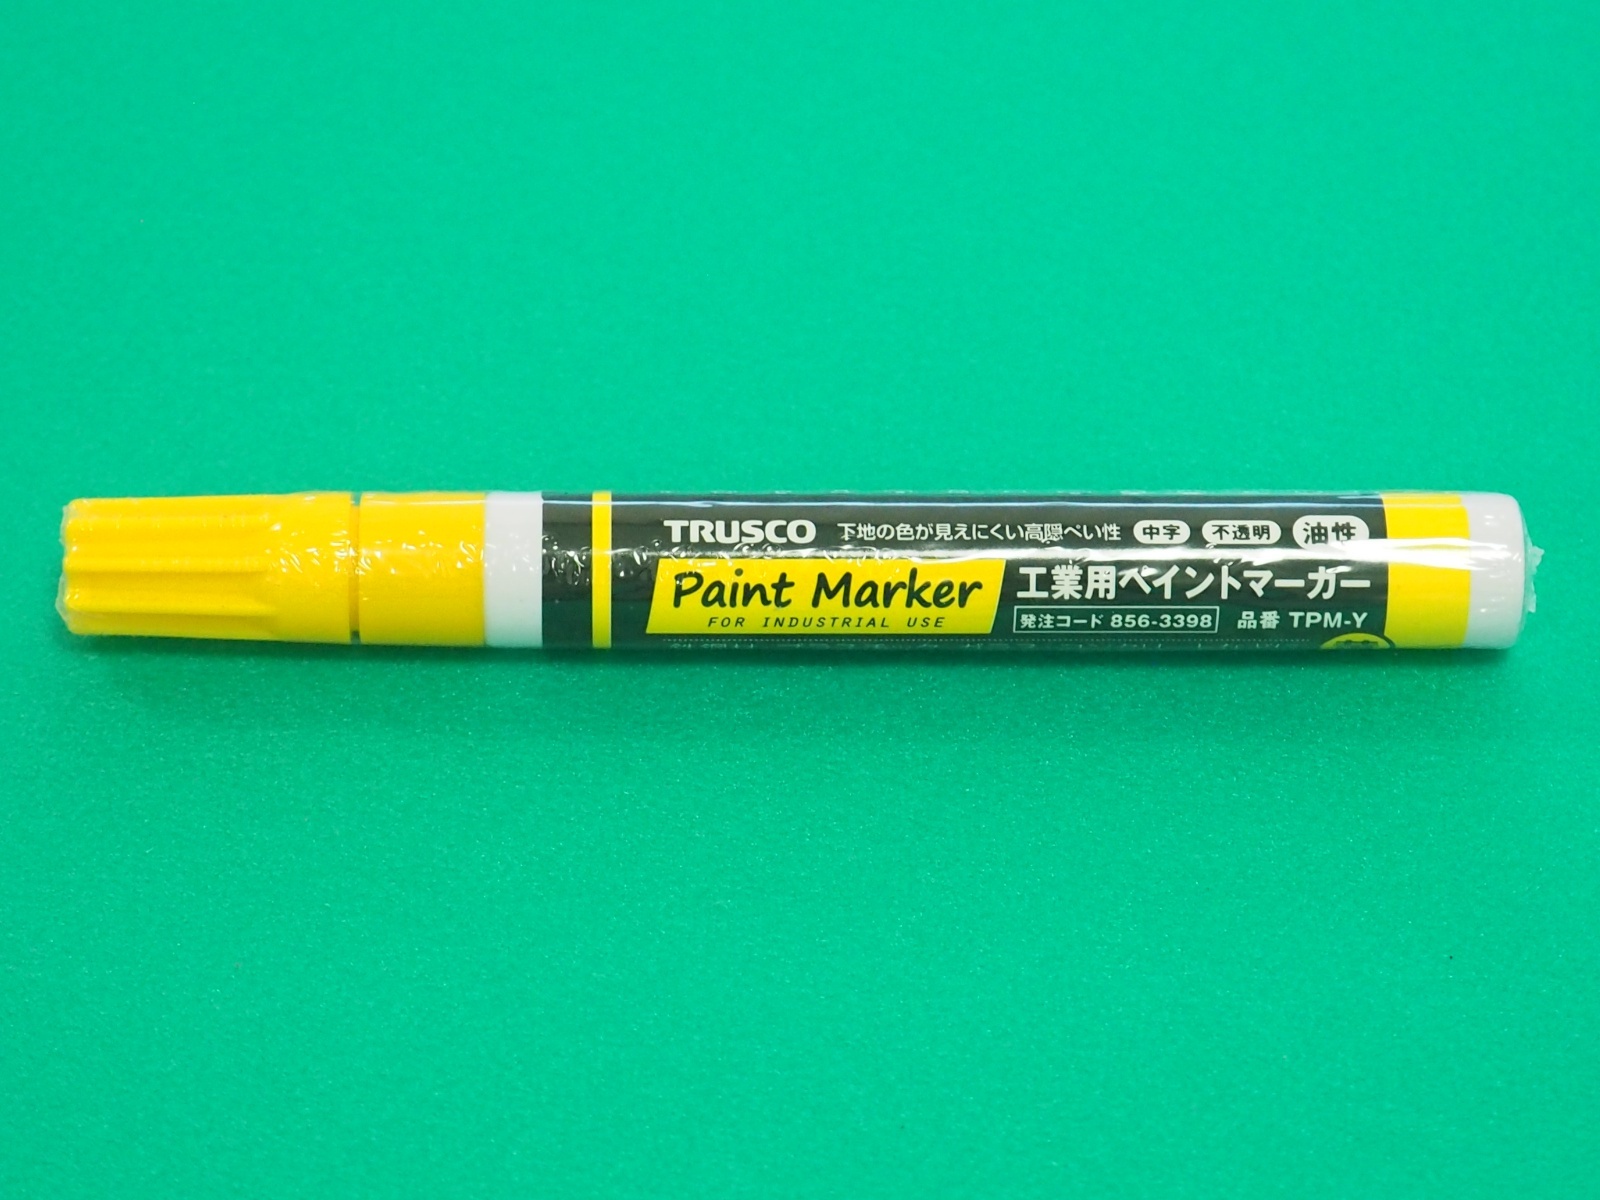 TRUSCO 下地の色が見えにくい高隠ぺい性 中字 不透明 油性
Paint Marker 工業用ペイントマーカー
FOR INDUSTRIAL USE 発注コード 856-3398 品番 TPM-Y